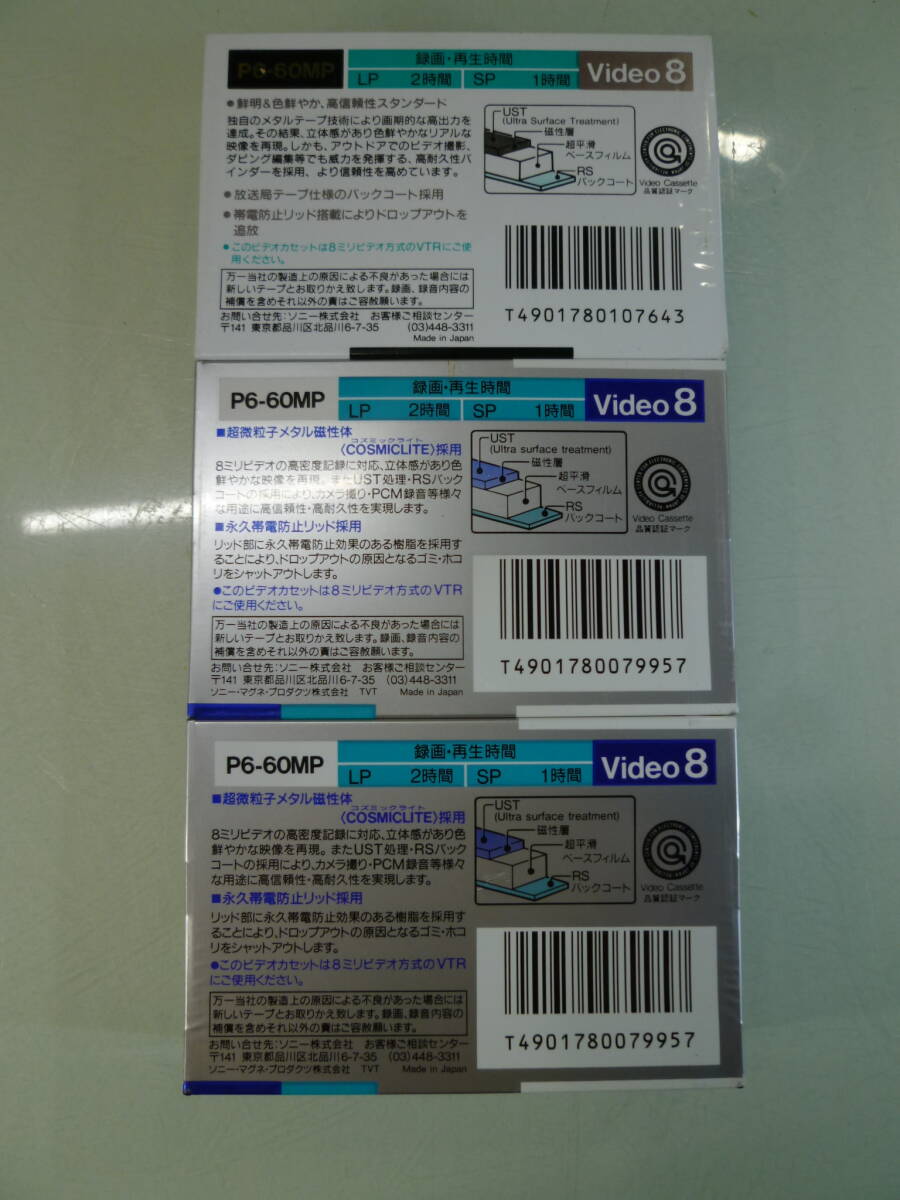 P6-60MP
録画・再生時間
LP 2時間 SP 1時間
Video 8
●鮮明&色鮮やか、高信頼性スタンダード
独自のメタルテープ技術により画期的な高出力を
達成。その結果、立体感があり色鮮やかなリアルな
映像を再現。しかも、アウトドアでのビデオ撮影、
ダビング編集等でも威力を発揮する、高耐久性バ
インダーを採用、より信頼性を高めています。
●放送局テープ仕様のバックコート採用
●帯電防止リッド搭載によりドロップアウトを
追放
●このビデオカセットは8ミリビデオ方式のVTRにご使
用ください。
万一当社の製造上の原因による不良があった場合には
新しいテープとお取りかえ致します。録画、録音内容の
補償を含めそれ以外の責はご容赦願います。
お問い合せ先:ソニー株式会社 お客様ご相談センター
〒141 東京都品川区北品川6-7-35 (03)448-3311
Made in Japan
UST
(Ultra Surface Treatment)
磁性層
超平滑
ベースフィルム
RS
バックコート
Video Cassette
品質認証マーク
T4901780107643
P6-60MP
録画・再生時間
LP 2時間 SP 1時間
Video 8
■超微粒子メタル磁性体
コズミックライト
〈COSMICLITE〉採用
8ミリビデオの高密度記録に対応、立体感があり色
鮮やかな映像を再現。またUST処理・RSバック
コートの採用により、カメラ撮り・PCM録音等様々
な用途に高信頼性・高耐久性を実現します。
■永久帯電防止リッド採用
リッド部に永久帯電防止効果のある樹脂を採用す
ることにより、ドロップアウトの原因となるゴミ・ホコ
リをシャットアウトします。
●このビデオカセットは8ミリビデオ方式のVTR
にご使用ください。
万一当社の製造上の原因による不良があった場合には
新しいテープとお取りかえ致します。録画、録音内容の
補償を含めそれ以外の責はご容赦願います。
お問い合せ先:ソニー株式会社 お客様ご相談センター
〒141 東京都品川区北品川6-7-35 (03)448-3311
ソニー・マグネ・プロダクツ株式会社 TVT Made in Japan
UST
(Ultra surface treatment)
磁性層
超平滑
ベースフィルム
RS
バックコート
Video Cassette
品質認証マーク
T4901780079957
P6-60MP
録画・再生時間
LP 2時間 SP 1時間
Video 8
■超微粒子メタル磁性体
コズミックライト
〈COSMICLITE〉採用
8ミリビデオの高密度記録に対応、立体感があり色
鮮やかな映像を再現。またUST処理・RSバック
コートの採用により、カメラ撮り・PCM録音等様々
な用途に高信頼性・高耐久性を実現します。
■永久帯電防止リッド採用
リッド部に永久帯電防止効果のある樹脂を採用す
ることにより、ドロップアウトの原因となるゴミ・ホコ
リをシャットアウトします。
●このビデオカセットは8ミリビデオ方式のVTR
にご使用ください。
万一当社の製造上の原因による不良があった場合には
新しいテープとお取りかえ致します。録画、録音内容の
補償を含めそれ以外の責はご容赦願います。
お問い合せ先:ソニー株式会社 お客様ご相談センター
〒141 東京都品川区北品川6-7-35 (03)448-3311
ソニー・マグネ・プロダクツ株式会社 TVT Made in Japan
UST
(Ultra surface treatment)
磁性層
超平滑
ベースフィルム
RS
バックコート
Video Cassette
品質認証マーク
T4901780079957